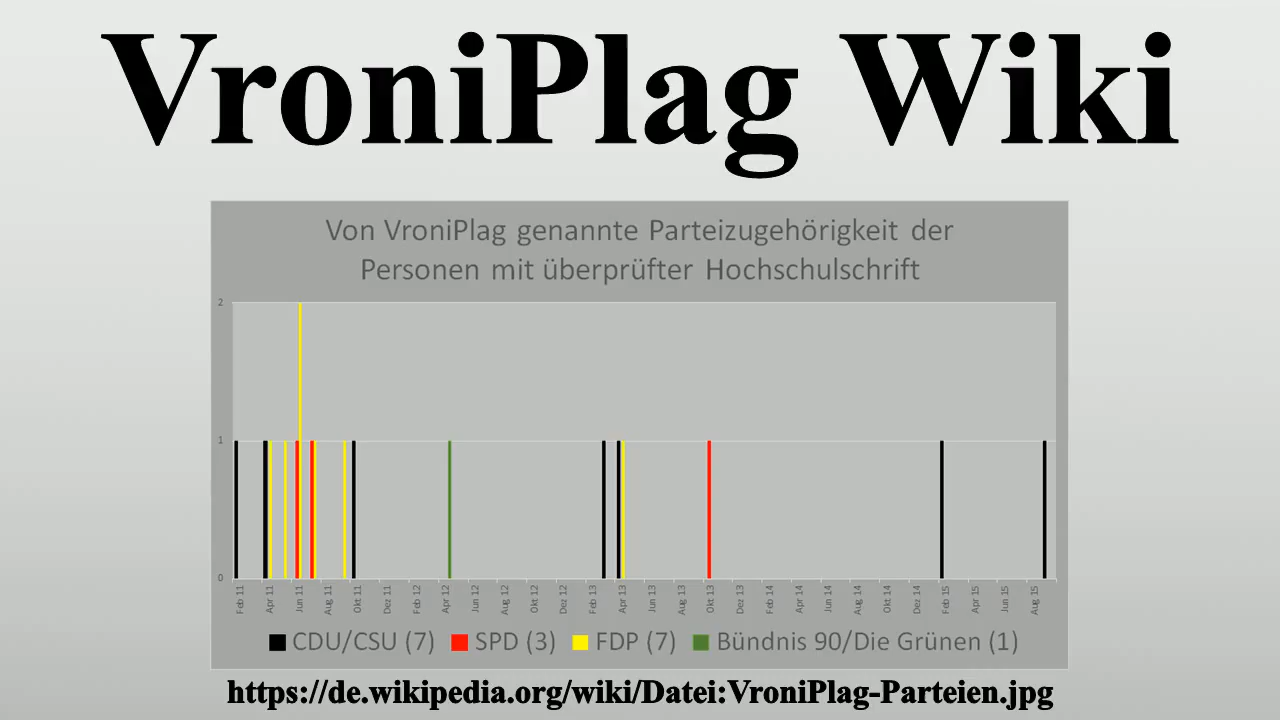 VroniPlag Wiki
Von VroniPlag genannte Parteizugehörigkeit der
Personen mit überprüfter Hochschulschrift
2
1
0
Feb 11 Apr 11 Jun 11 Aug 11 Okt 11 Dez 11 Feb 12 Apr 12 Jun 12 Aug 12 Okt 12 Dez 12 Feb 13 Apr 13 Jun 13 Aug 13 Okt 13 Dez 13 Feb 14 Apr 14 Jun 14 Aug 14 Okt 14 Dez 14 Feb 15 Apr 15 Jun 15 Aug 15
CDU/CSU (7) SPD (3) FDP (7) Bündnis 90/Die Grünen (1)
https://de.wikipedia.org/wiki/Datei:VroniPlag-Parteien.jpg